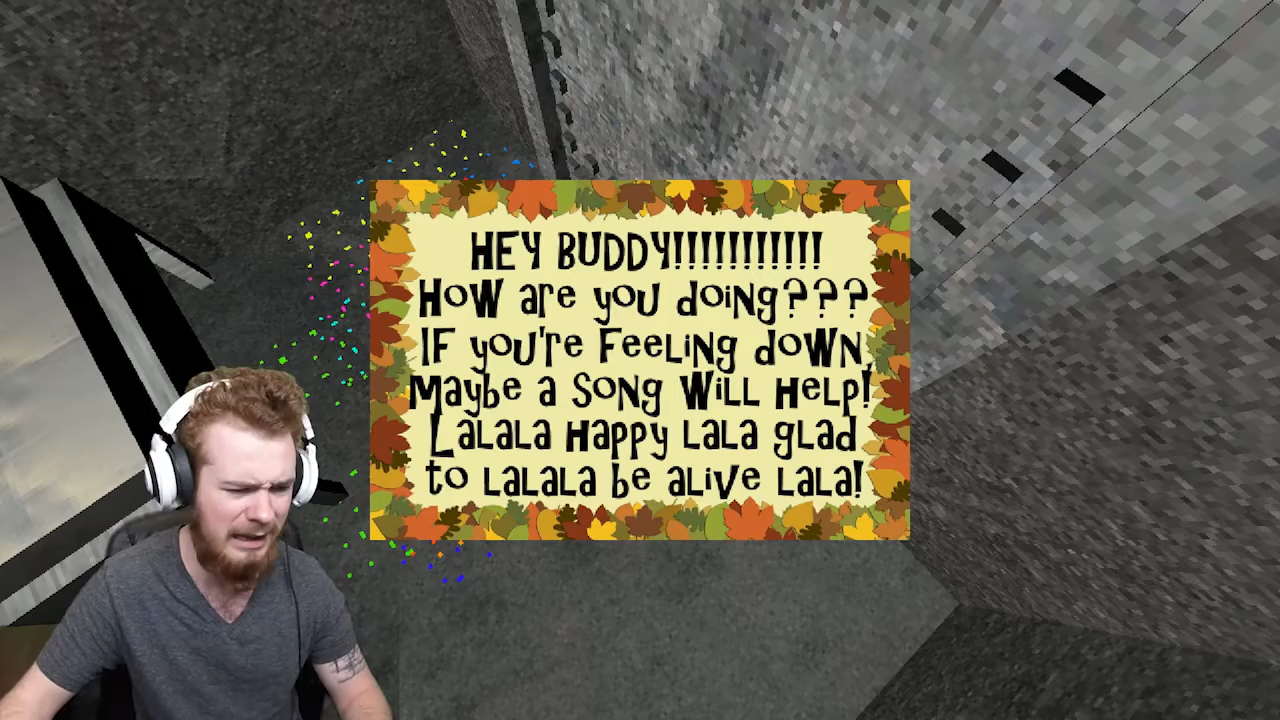 HEY BUDDY!!!!!!!!!!!
How are you doing???
IF you're Feeling down
Maybe a Song Will Help!
Lalala Happy lala glad
to lalala be alive lala!